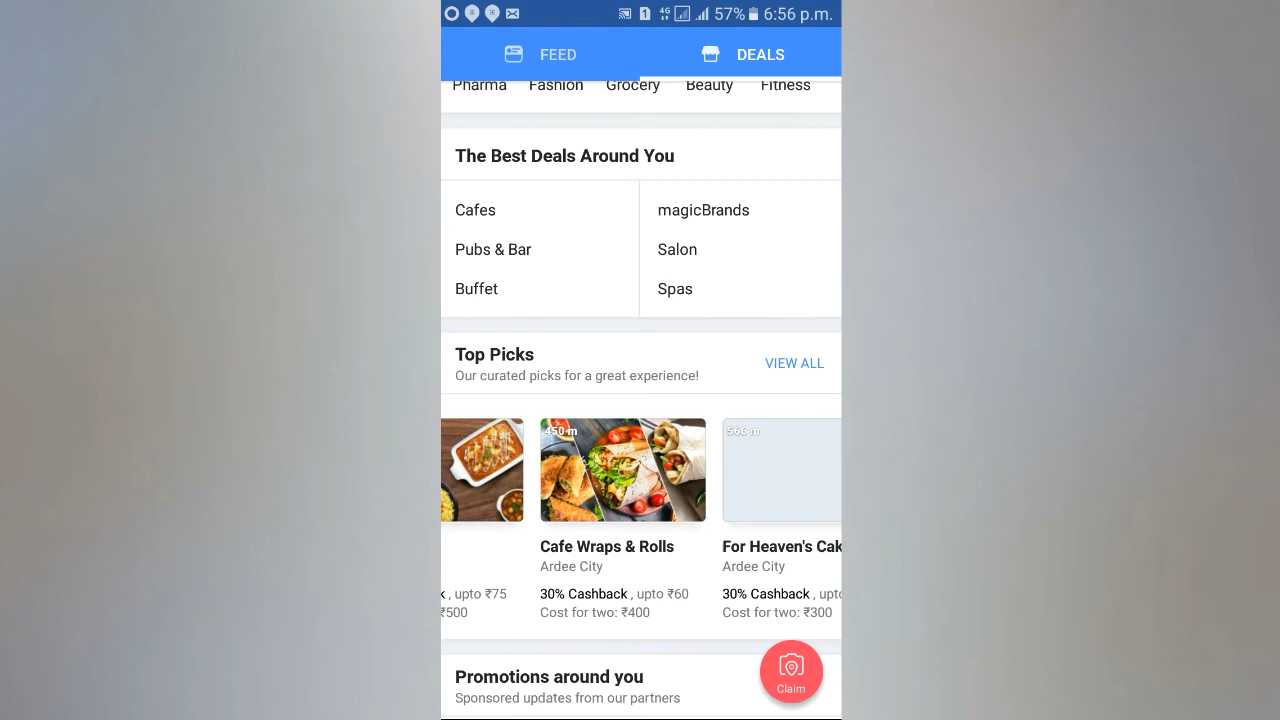 4G 1 57% 6:56 p.m.
FEED DEALS
Pharma Fashion Grocery Beauty Fitness
The Best Deals Around You
Cafes magicBrands
Pubs & Bar Salon
Buffet Spas
Top Picks
Our curated picks for a great experience!
VIEW ALL
450 m 566 m
Cafe Wraps & Rolls For Heaven's Cak
Ardee City Ardee City
k , upto ₹75 30% Cashback , upto ₹60 30% Cashback , upto
₹500 Cost for two: ₹400 Cost for two: ₹300
Promotions around you
Sponsored updates from our partners
Claim